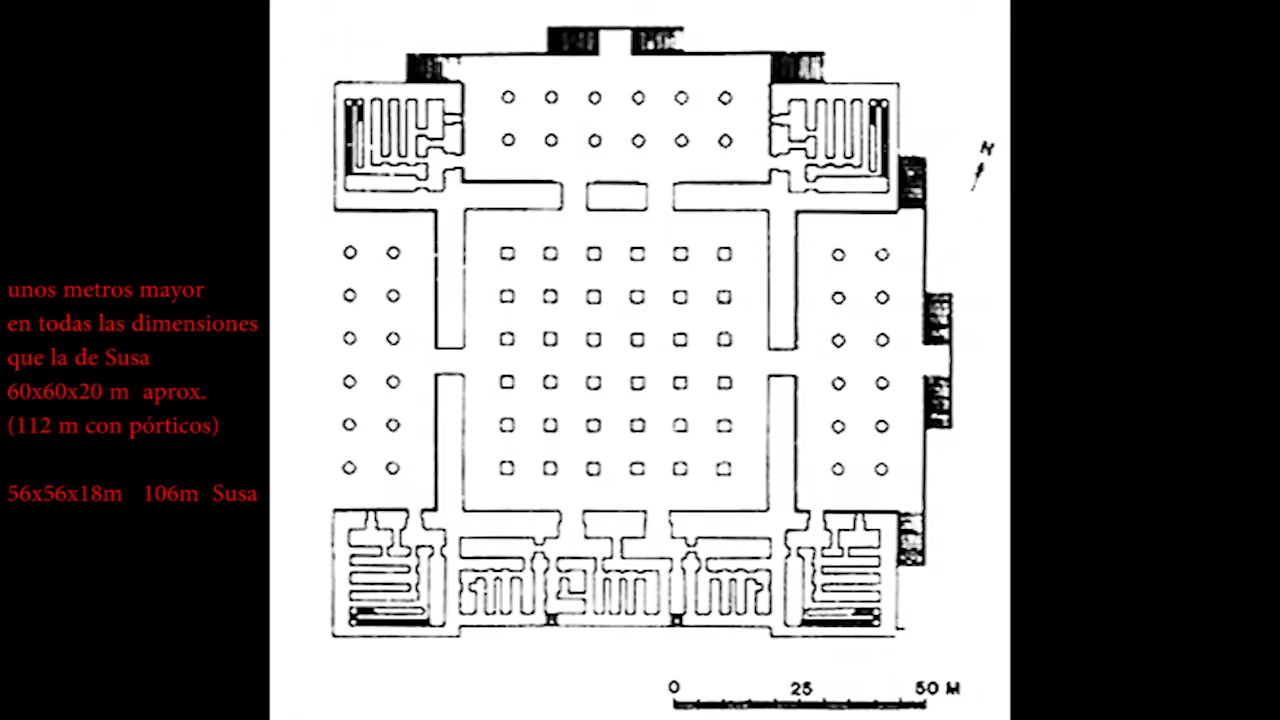 unos metros mayor
en todas las dimensiones
que la de Susa
60x60x20 m aprox.
(112 m con pórticos)
56x56x18m 106m Susa
N
0 25 50 M